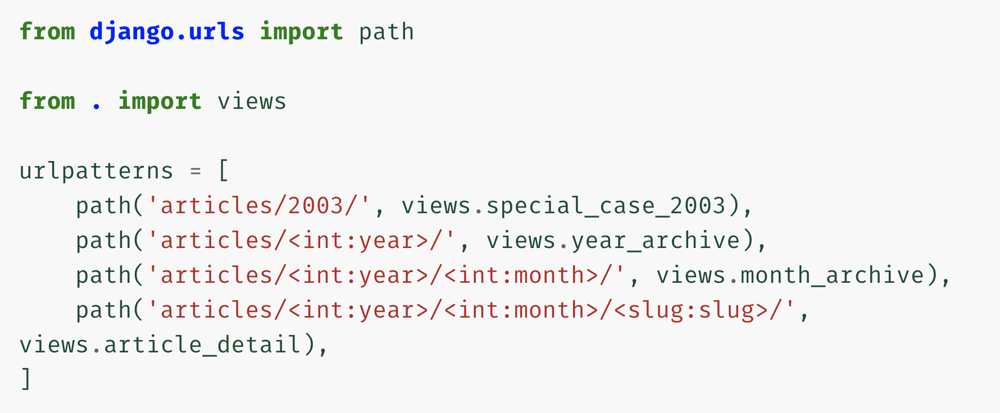 from django.urls import path

from . import views

urlpatterns = [
    path('articles/2003/', views.special_case_2003),
    path('articles/<int:year>/', views.year_archive),
    path('articles/<int:year>/<int:month>/', views.month_archive),
    path('articles/<int:year>/<int:month>/<slug:slug>/',
views.article_detail),
]